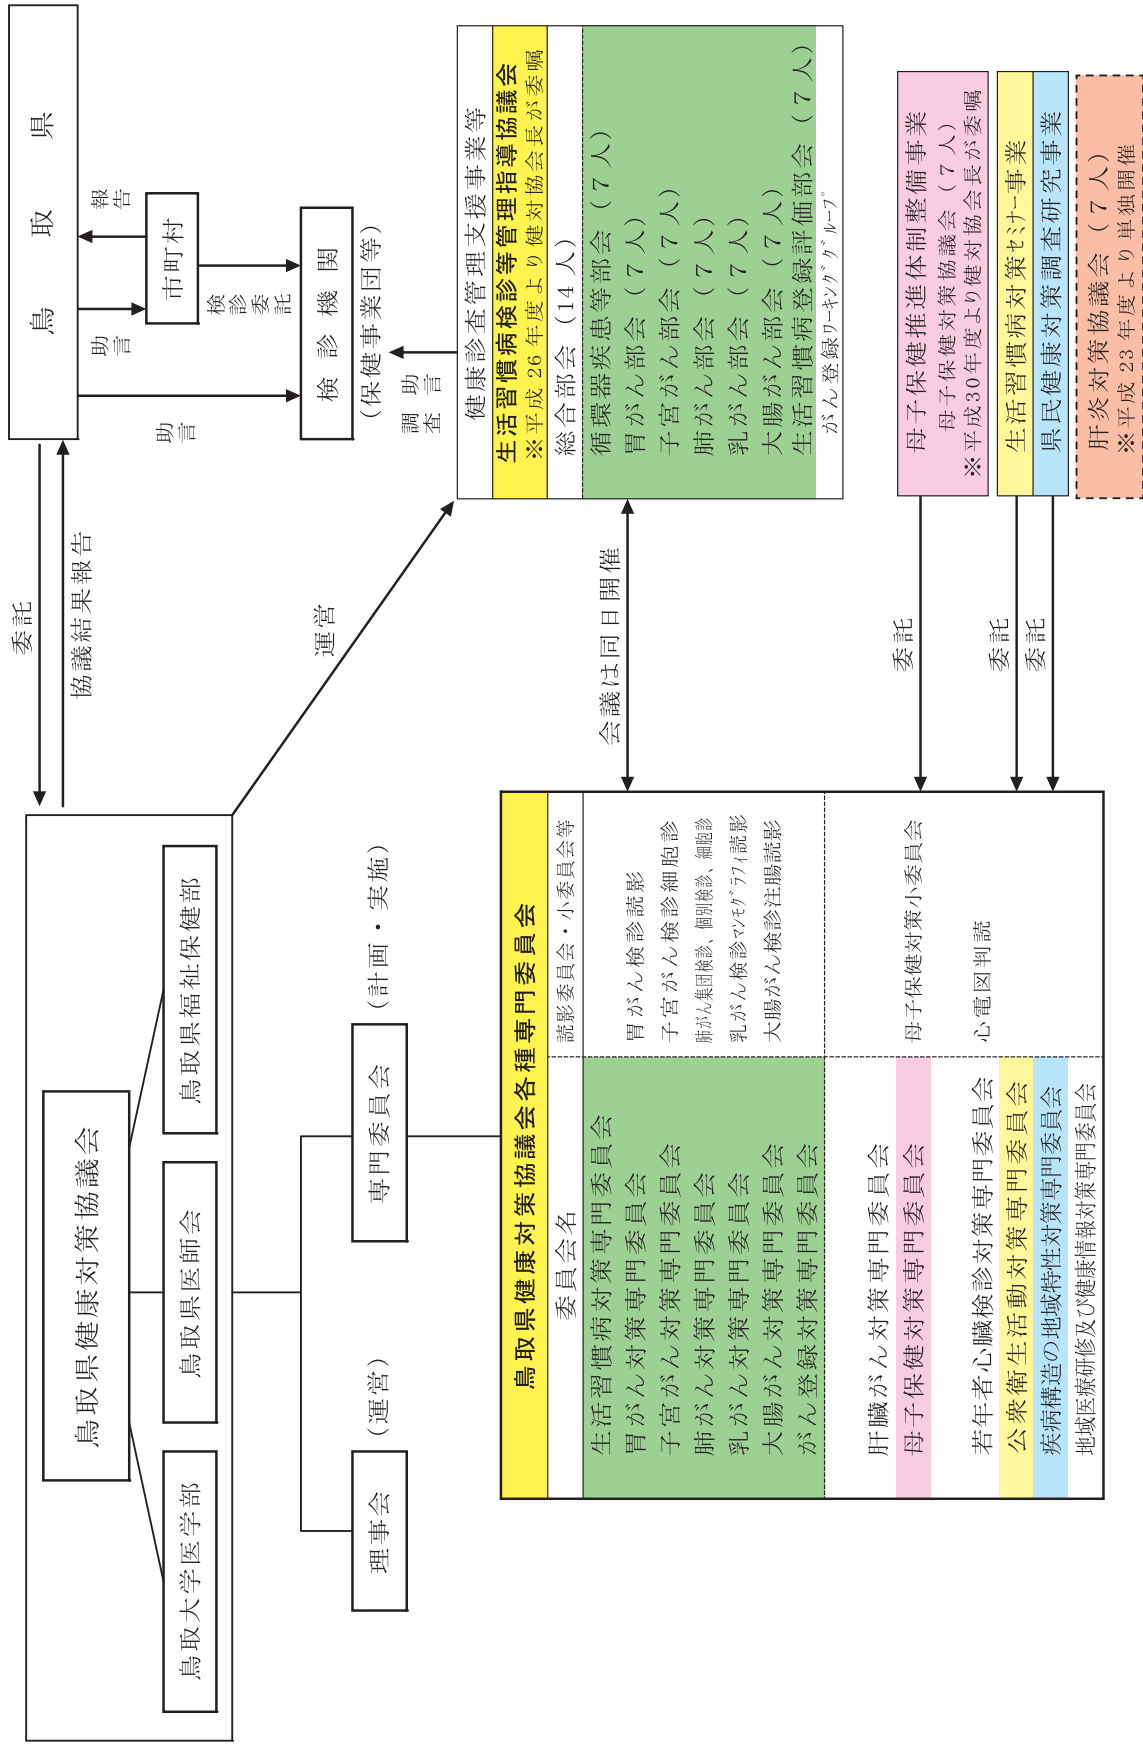 鳥取県健康対策協議会
鳥取大学医学部
鳥取県医師会
鳥取県福祉保健部
理事会
(運営)
専門委員会
(計画・実施)
委託
協議結果報告
運営
鳥取県
助言
助言
報告
市町村
検診委託
検診機関
(保健事業団等)
助言
調査
健康診査管理支援事業等
生活習慣病検診等管理指導協議会
※平成26年度より健対協会長が委嘱
総合部会(14人)
循環器疾患等部会(7人)
胃がん部会(7人)
子宮がん部会(7人)
肺がん部会(7人)
乳がん部会(7人)
大腸がん部会(7人)
生活習慣病登録評価部会(7人)
がん登録ワーキンググループ
会議は同日開催
鳥取県健康対策協議会各種専門委員会
委員会名
読影委員会・小委員会等
生活習慣病対策専門委員会
胃がん対策専門委員会
胃がん検診読影
子宮がん対策専門委員会
子宮がん検診細胞診
肺がん対策専門委員会
肺がん集団検診、個別検診、細胞診
乳がん対策専門委員会
乳がん検診マンモグラフィ読影
大腸がん対策専門委員会
大腸がん検診注腸読影
がん登録対策専門委員会
肝臓がん対策専門委員会
母子保健対策専門委員会
母子保健対策小委員会
若年者心臓検診対策専門委員会
心電図判読
公衆衛生活動対策専門委員会
疾病構造の地域特性対策専門委員会
地域医療研修及び健康情報対策専門委員会
委託
委託
委託
母子保健推進体制整備事業
母子保健対策協議会(7人)
※平成30年度より健対協会長が委嘱
生活習慣病対策セミナー事業
県民健康対策調査研究事業
肝炎対策協議会(7人)
※平成23年度より単独開催